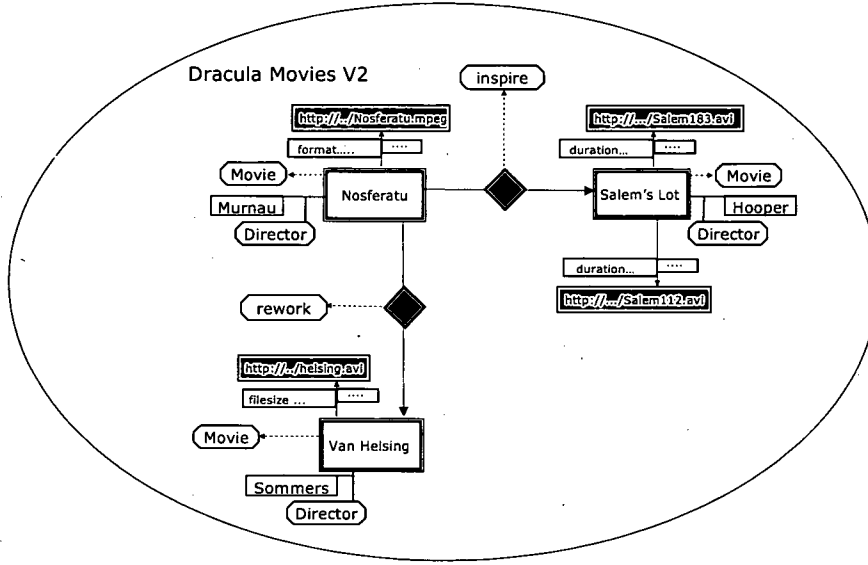 Dracula Movies V2
inspire
http://../Nosferatu.mpeg
http://.../Salem183.avi
format.....
....
duration...
....
Movie
Nosferatu
Salem's Lot
Movie
Murnau
Hooper
Director
Director
duration...
....
rework
http://.../Salem112.avi
http://../helsing.avi
filesize ...
....
Movie
Van Helsing
Sommers
Director